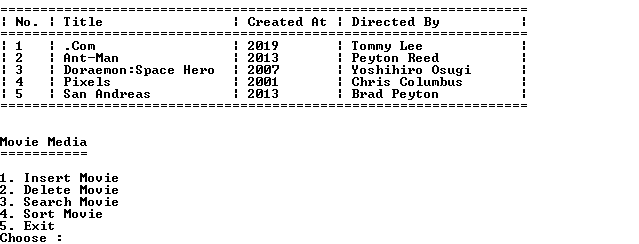 ============================================================
¦ No. ¦ Title ¦ Created At ¦ Directed By ¦
============================================================
¦ 1 ¦ .Com ¦ 2019 ¦ Tommy Lee ¦
¦ 2 ¦ Ant-Man ¦ 2013 ¦ Peyton Reed ¦
¦ 3 ¦ Doraemon:Space Hero ¦ 2007 ¦ Yoshihiro Osugi ¦
¦ 4 ¦ Pixels ¦ 2001 ¦ Chris Columbus ¦
¦ 5 ¦ San Andreas ¦ 2013 ¦ Brad Peyton ¦
============================================================
Movie Media
===========
1. Insert Movie
2. Delete Movie
3. Search Movie
4. Sort Movie
5. Exit
Choose :